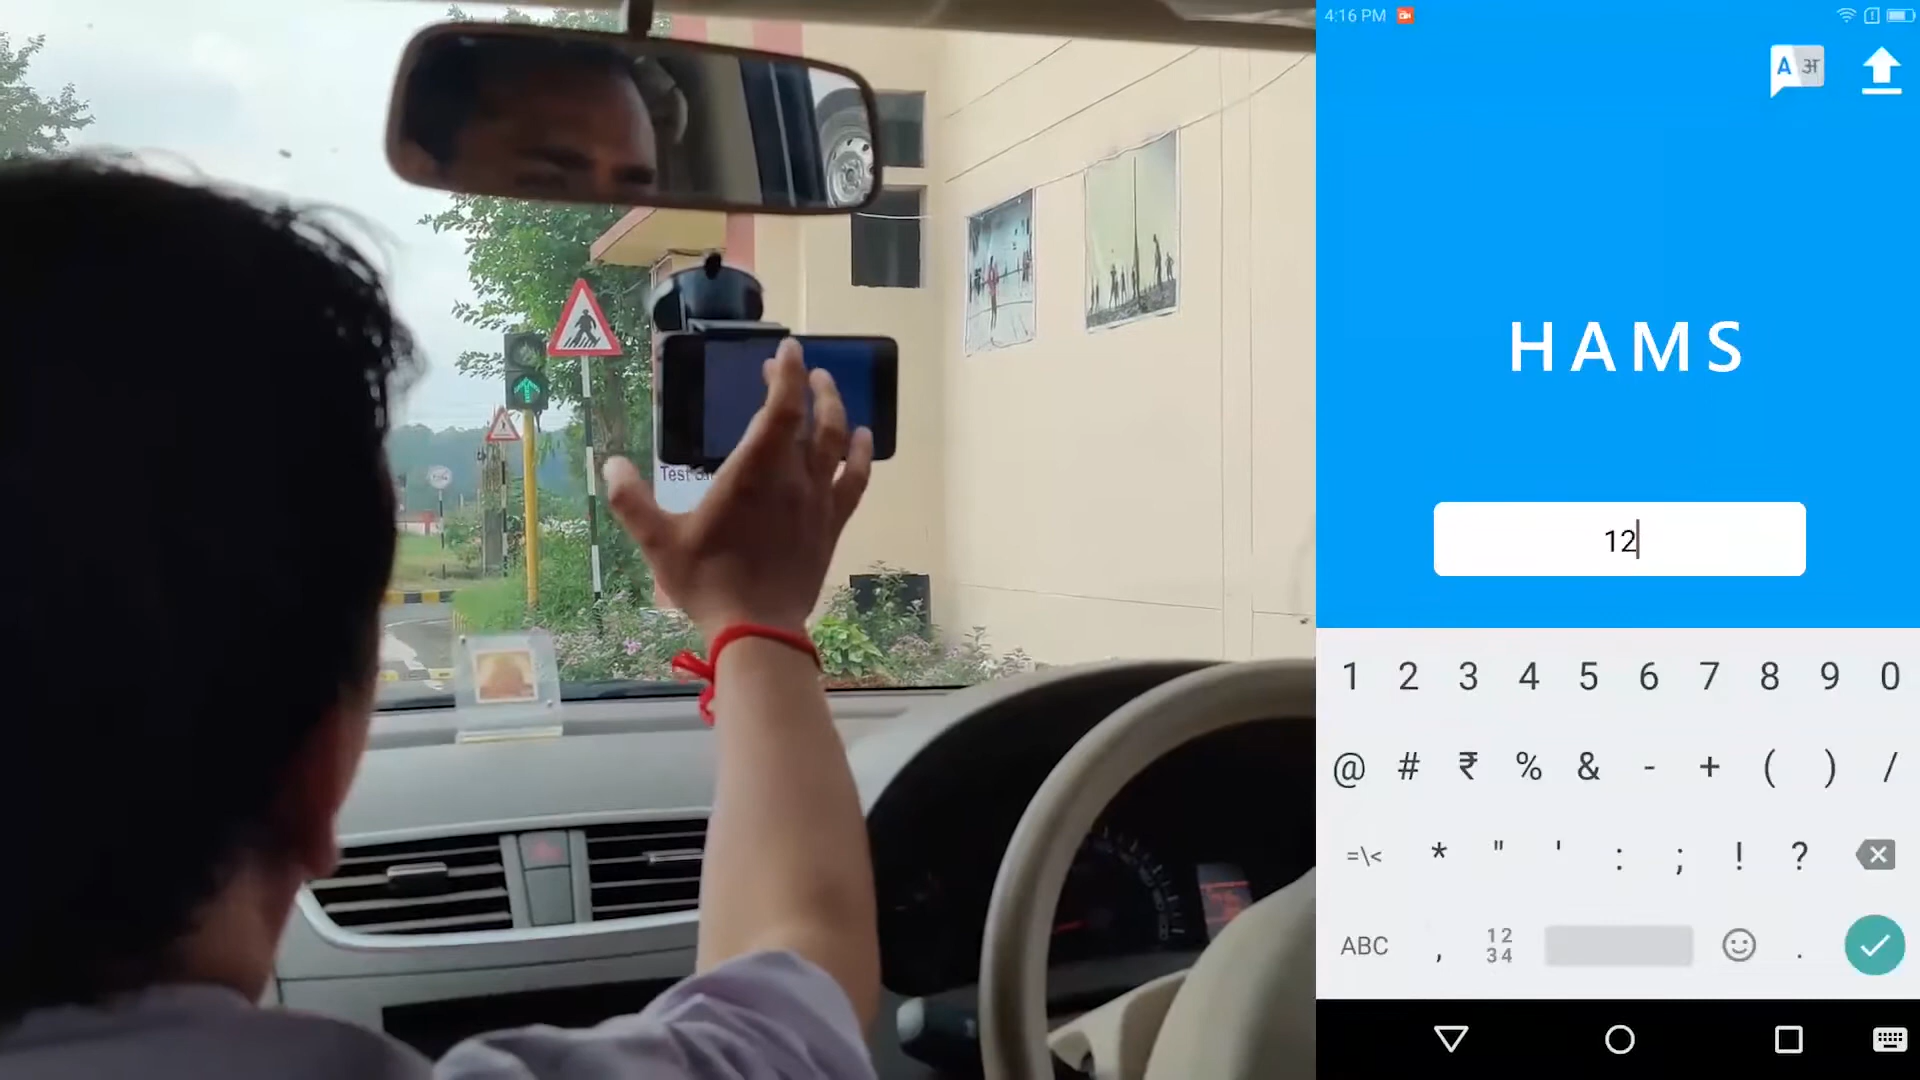 4:16 PM
A अ
Test
HAMS
12
1 2 3 4 5 6 7 8 9 0
@ # ₹ % & - + ( ) /
=\< * " ' : ; ! ?
ABC , 12 34 .